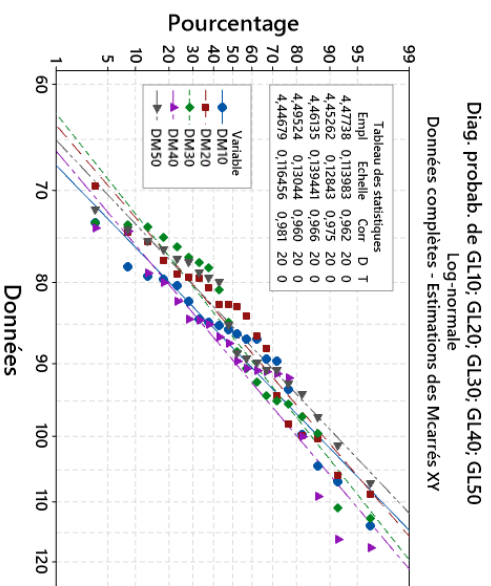 Diag. probab. de GL10; GL20; GL30; GL40; GL50
Log-normale
Données complètes - Estimations des Mcarrés XY
Pourcentage
99
95
90
80
70
60
50
40
30
20
10
5
1
Tableau des statistiques
Empl Echelle Corr D T
4,47738 0,113983 0,962 20 0
4,45262 0,12843 0,975 20 0
4,46135 0,139441 0,966 20 0
4,49524 0,13044 0,960 20 0
4,44679 0,116456 0,981 20 0
Variable
DM10
DM20
DM30
DM40
DM50
60 70 80 90 100 110 120
Données